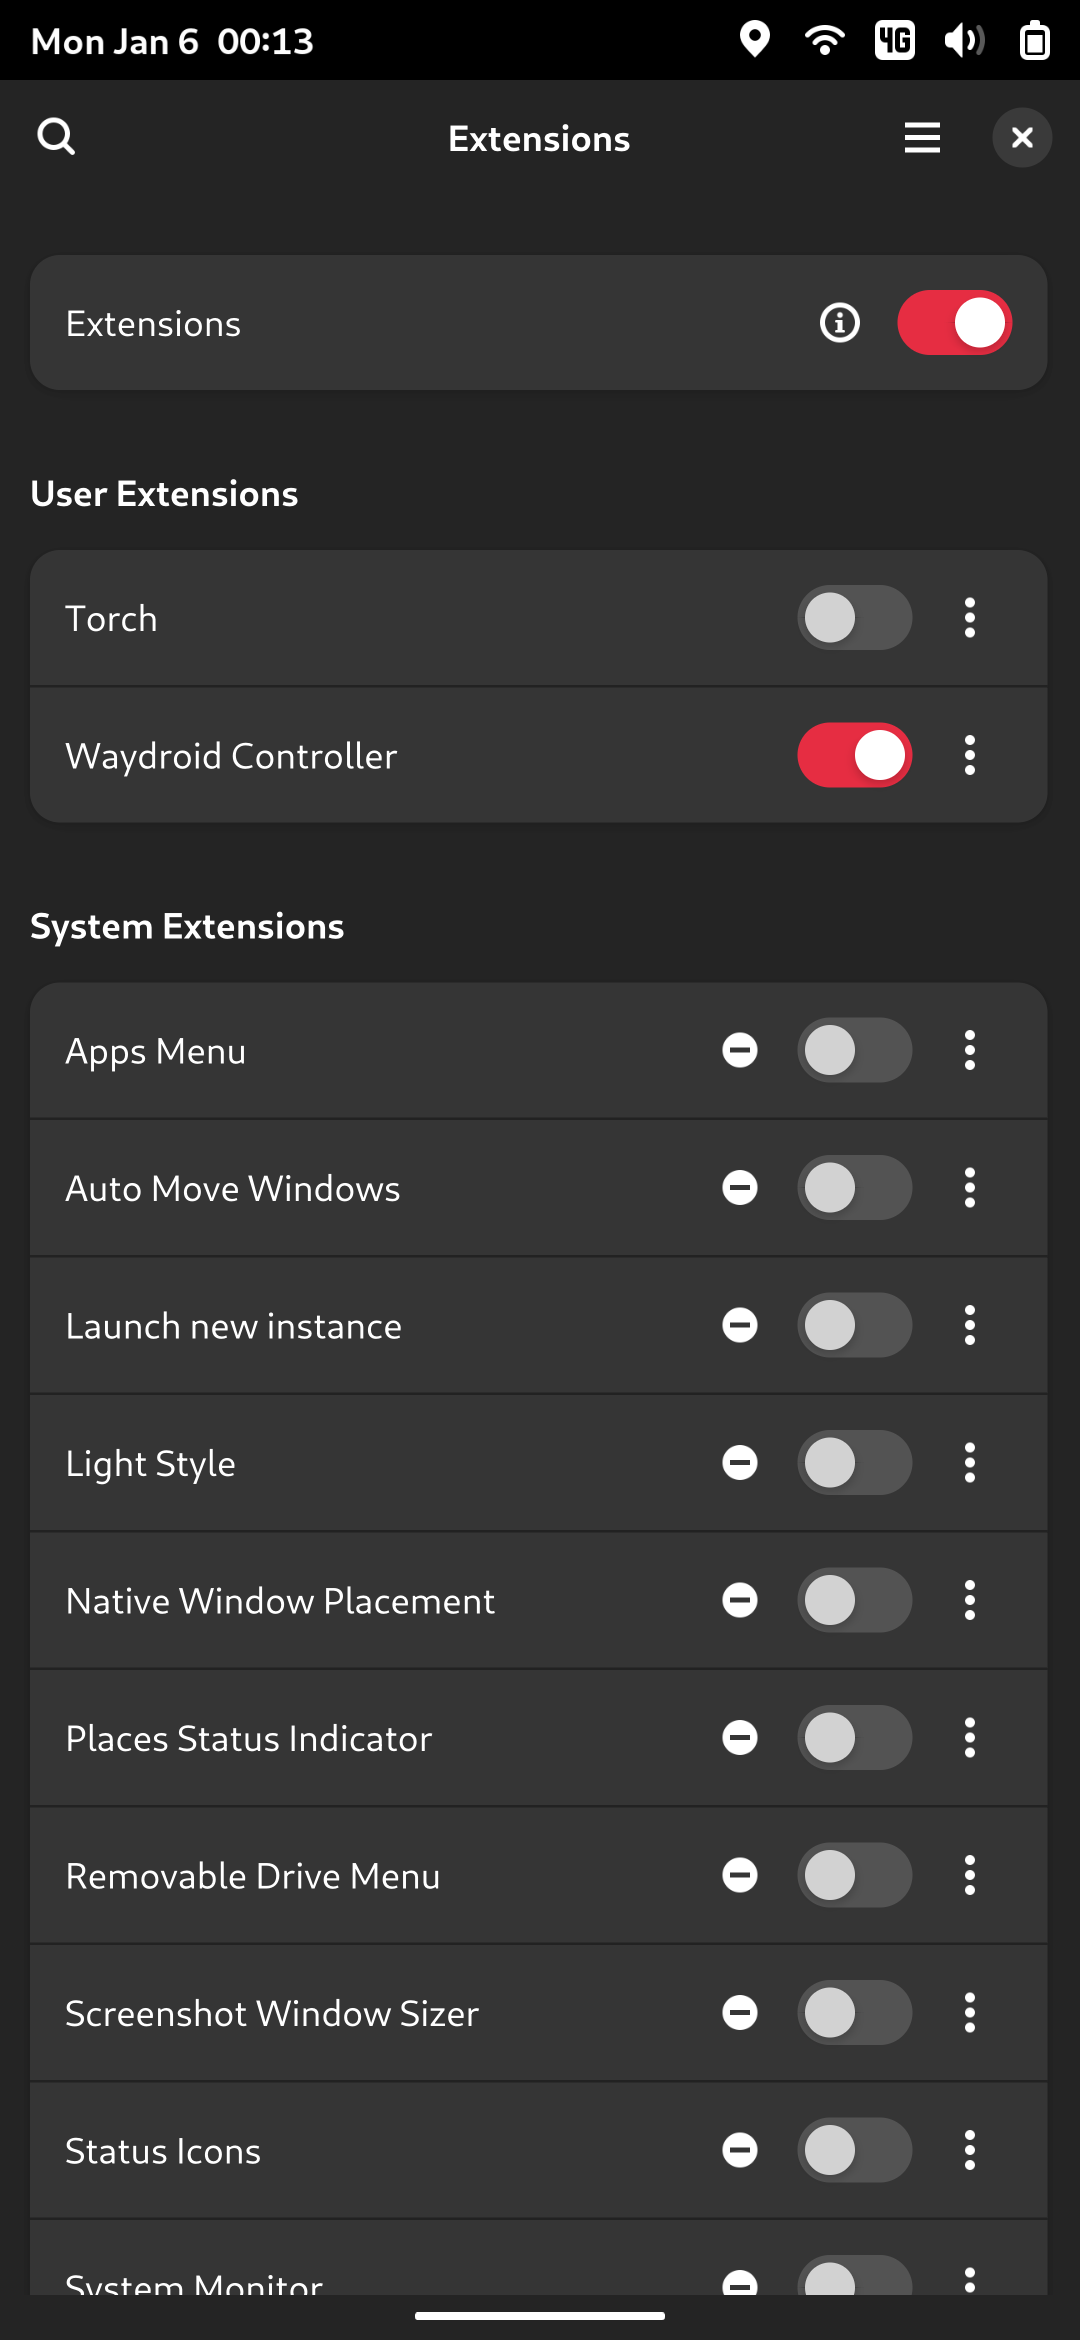 Mon Jan 6 00:13
4G
Extensions
Extensions
User Extensions
Torch
Waydroid Controller
System Extensions
Apps Menu
Auto Move Windows
Launch new instance
Light Style
Native Window Placement
Places Status Indicator
Removable Drive Menu
Screenshot Window Sizer
Status Icons
System Monitor